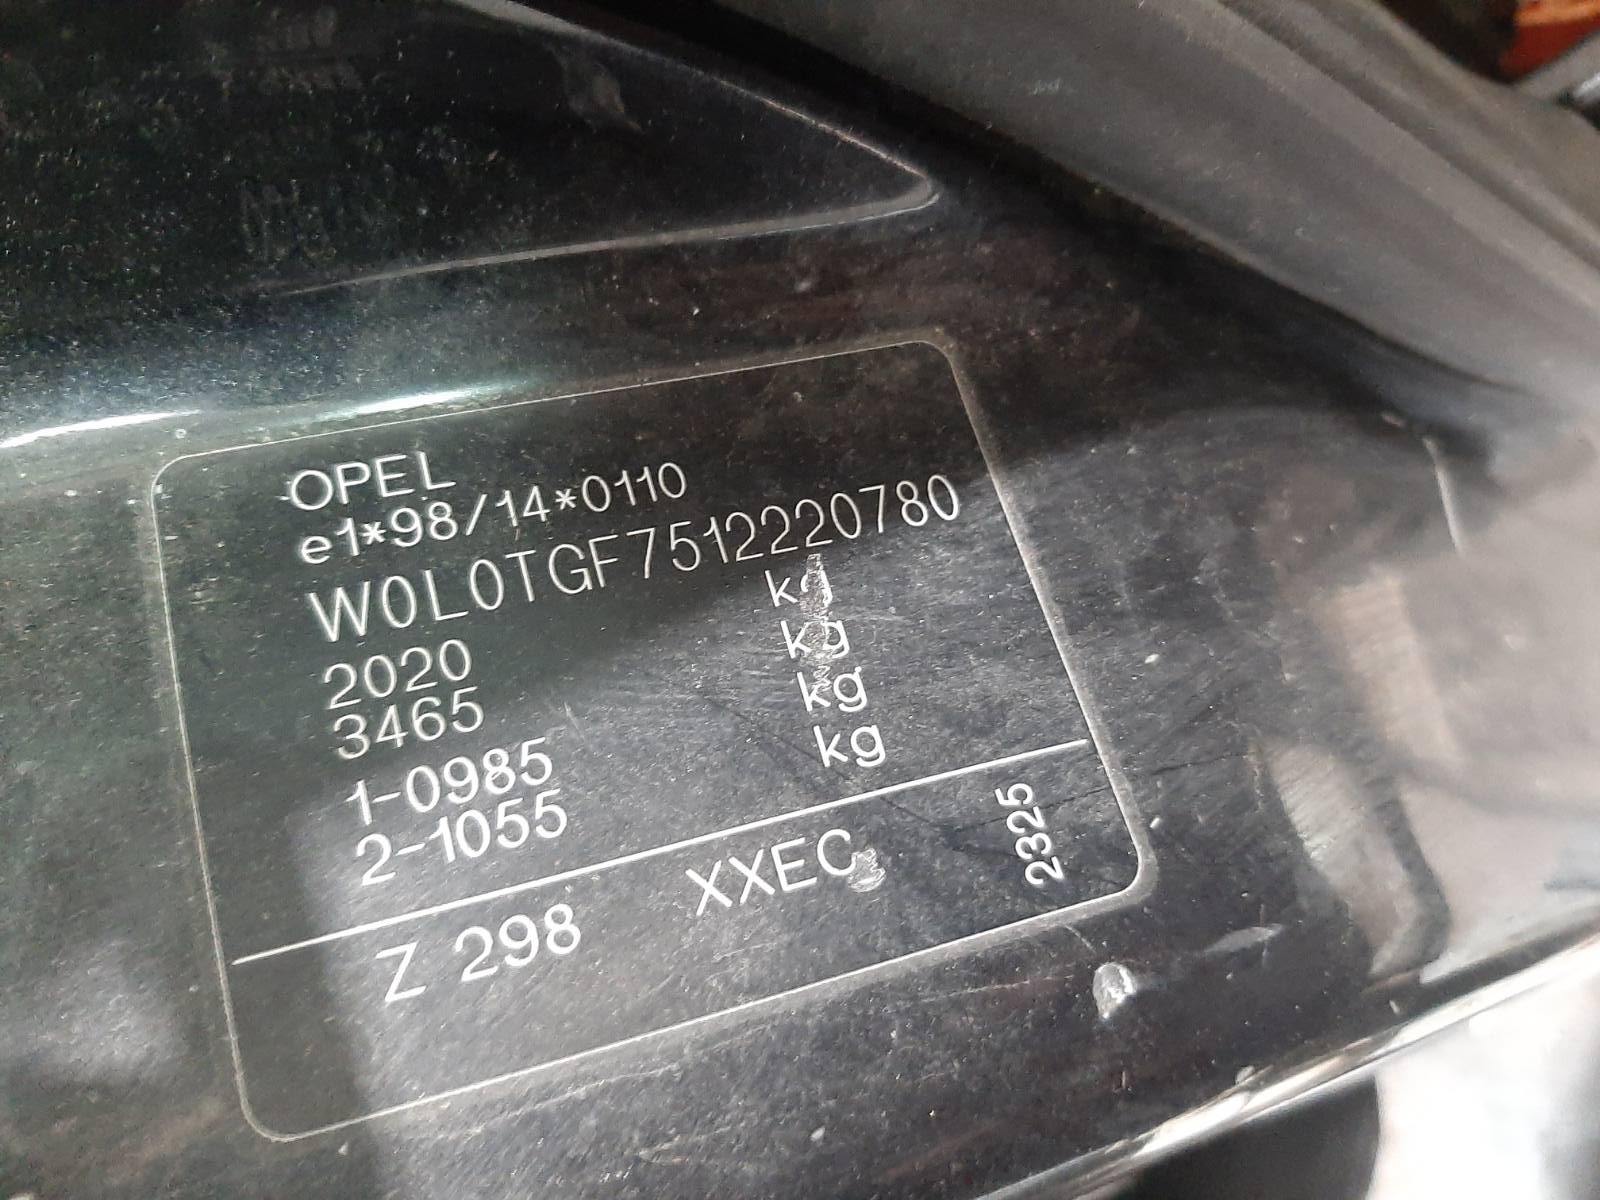 OPEL
e1*98/14*0110
W0L0TGF7512220780
2020 kg
3465 kg
1-0985 kg
2-1055 kg
Z 298 XXEC 2325